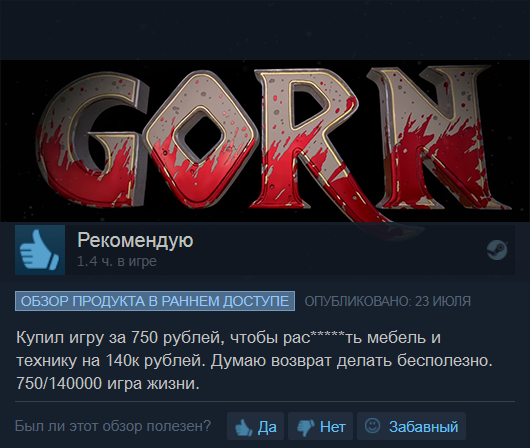 GORN
Рекомендую
1.4 ч. в игре
ОБЗОР ПРОДУКТА В РАННЕМ ДОСТУПЕ ОПУБЛИКОВАНО: 23 ИЮЛЯ
Купил игру за 750 рублей, чтобы рас*****ть мебель и
технику на 140к рублей. Думаю возврат делать бесполезно.
750/140000 игра жизни.
Был ли этот обзор полезен? Да Нет Забавный